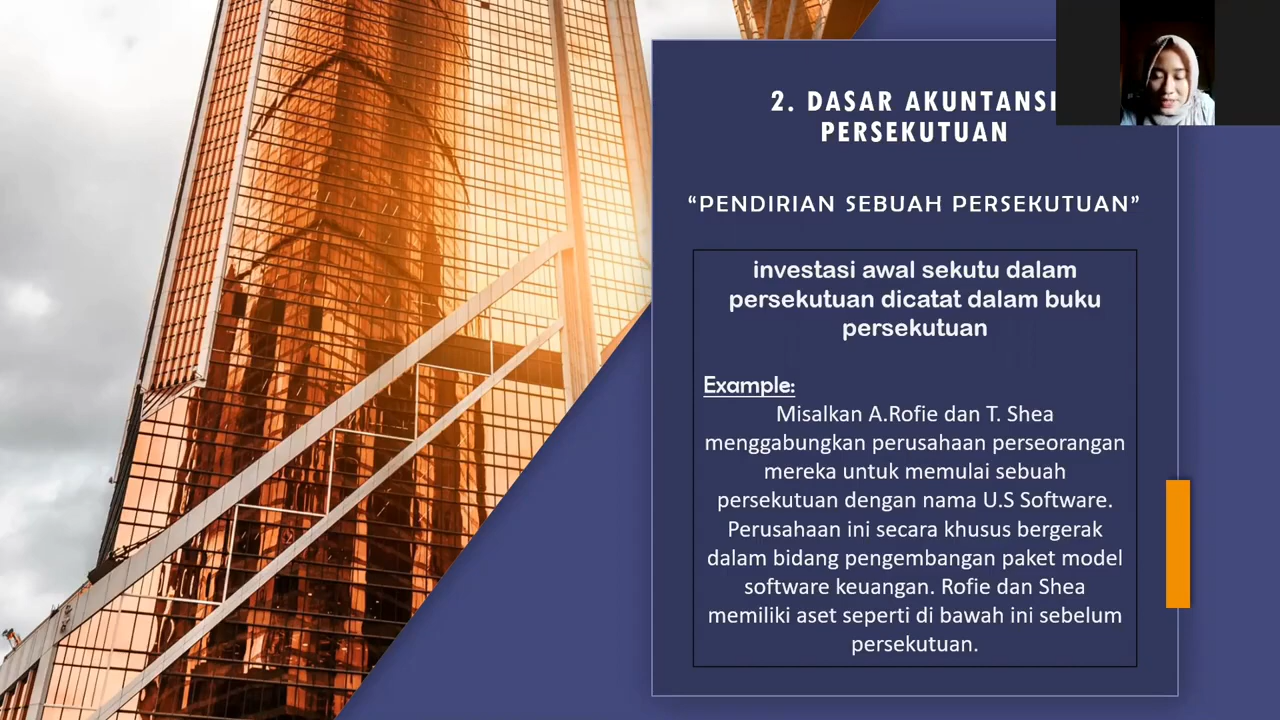 2. DASAR AKUNTANSI
PERSEKUTUAN
“PENDIRIAN SEBUAH PERSEKUTUAN”
investasi awal sekutu dalam
persekutuan dicatat dalam buku
persekutuan
Example:
Misalkan A.Rofie dan T. Shea
menggabungkan perusahaan perseorangan
mereka untuk memulai sebuah
persekutuan dengan nama U.S Software.
Perusahaan ini secara khusus bergerak
dalam bidang pengembangan paket model
software keuangan. Rofie dan Shea
memiliki aset seperti di bawah ini sebelum
persekutuan.